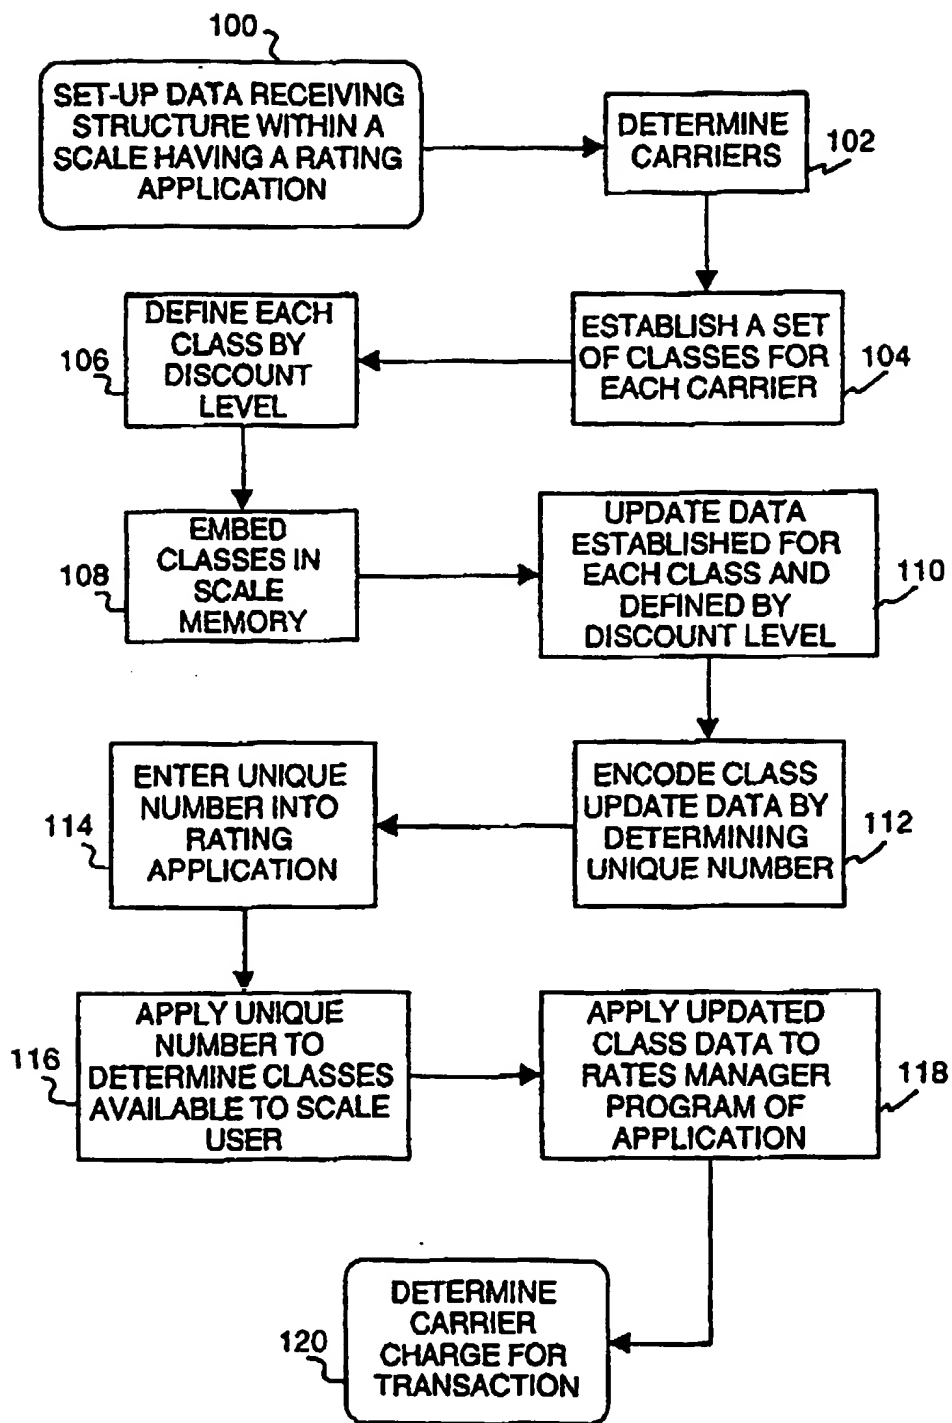 100
SET-UP DATA RECEIVING
STRUCTURE WITHIN A
SCALE HAVING A RATING
APPLICATION
DETERMINE
CARRIERS
102
ESTABLISH A SET
OF CLASSES FOR
EACH CARRIER
104
DEFINE EACH
CLASS BY
DISCOUNT
LEVEL
106
EMBED
CLASSES IN
SCALE
MEMORY
108
UPDATE DATA
ESTABLISHED FOR
EACH CLASS AND
DEFINED BY
DISCOUNT LEVEL
110
ENCODE CLASS
UPDATE DATA BY
DETERMINING
UNIQUE NUMBER
112
ENTER UNIQUE
NUMBER INTO
RATING
APPLICATION
114
APPLY UNIQUE
NUMBER TO
DETERMINE CLASSES
AVAILABLE TO SCALE
USER
116
APPLY UPDATED
CLASS DATA TO
RATES MANAGER
PROGRAM OF
APPLICATION
118
DETERMINE
CARRIER
CHARGE FOR
TRANSACTION
120